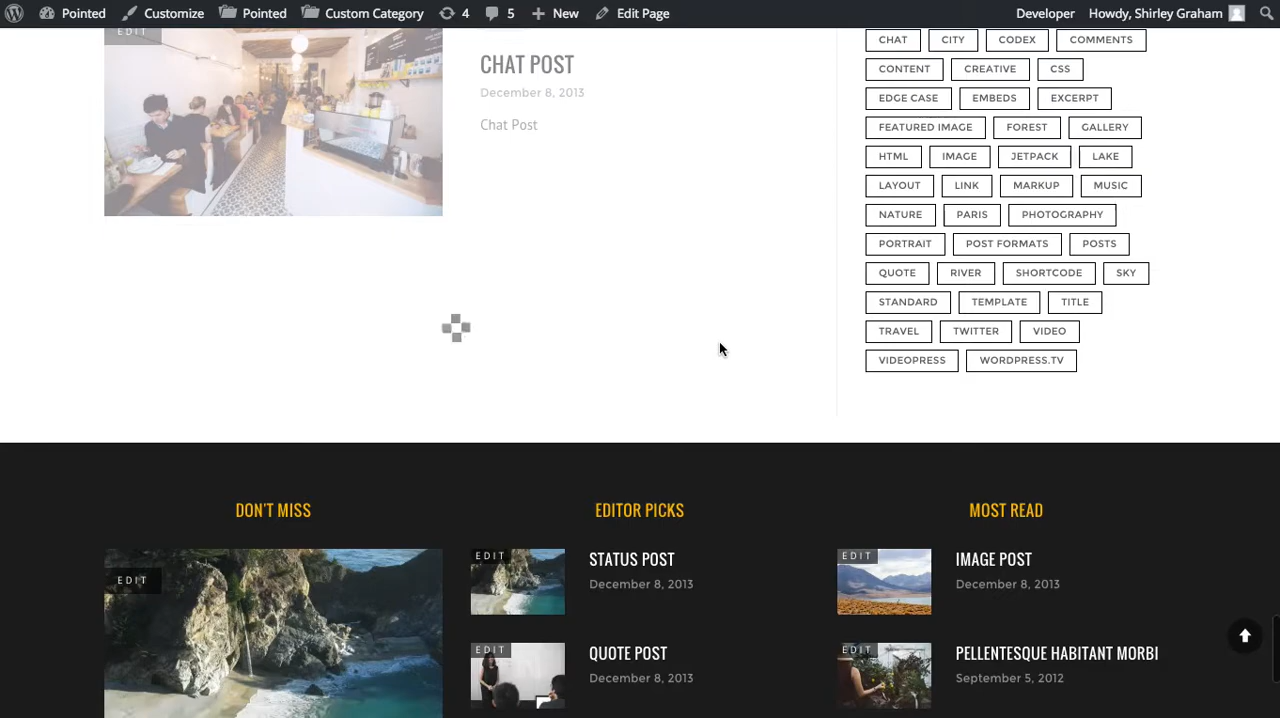 Pointed Customize Pointed Custom Category 4 5 New Edit Page Developer Howdy, Shirley Graham
EDIT
CHAT POST
December 8, 2013
Chat Post
CHAT CITY CODEX COMMENTS
CONTENT CREATIVE CSS
EDGE CASE EMBEDS EXCERPT
FEATURED IMAGE FOREST GALLERY
HTML IMAGE JETPACK LAKE
LAYOUT LINK MARKUP MUSIC
NATURE PARIS PHOTOGRAPHY
PORTRAIT POST FORMATS POSTS
QUOTE RIVER SHORTCODE SKY
STANDARD TEMPLATE TITLE
TRAVEL TWITTER VIDEO
VIDEOPRESS WORDPRESS.TV
DON'T MISS
EDIT
EDITOR PICKS
EDIT
STATUS POST
December 8, 2013
EDIT
QUOTE POST
December 8, 2013
MOST READ
EDIT
IMAGE POST
December 8, 2013
EDIT
PELLENTESQUE HABITANT MORBI
September 5, 2012